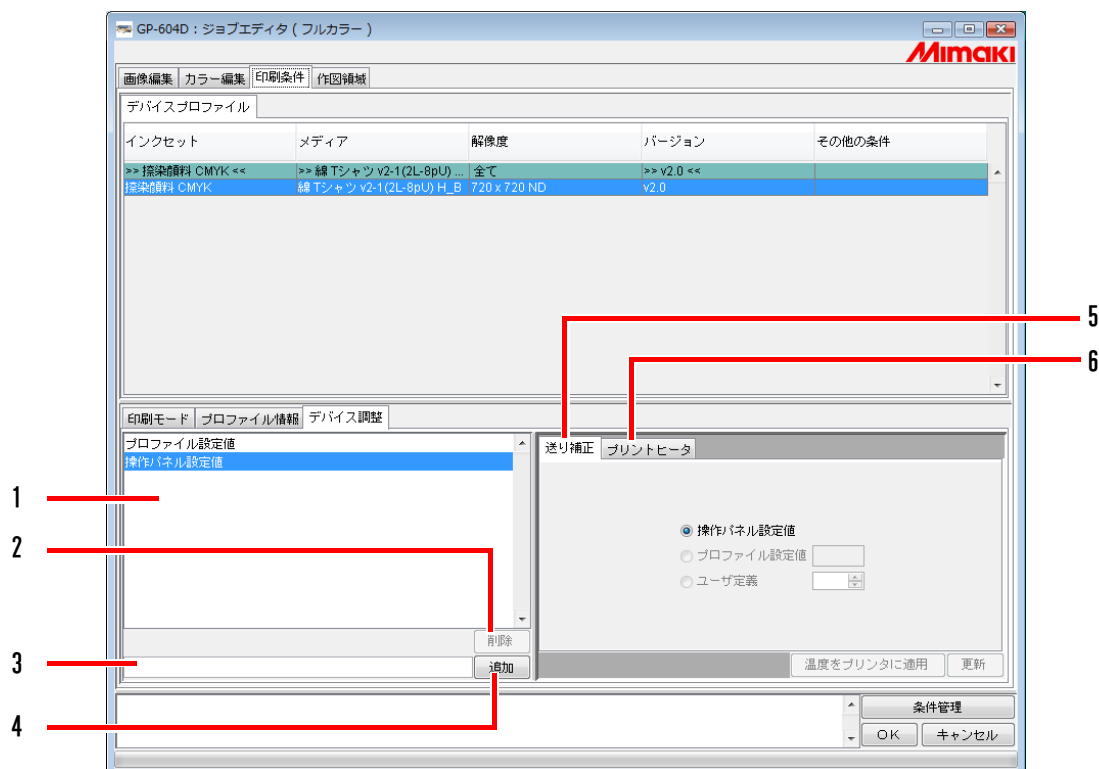 GP-604D：ジョブエディタ ( フルカラー )
Mimaki
画像編集 カラー編集 印刷条件 作図領域
デバイスプロファイル
インクセット メディア 解像度 バージョン その他の条件
>> 捺染顔料 CMYK << >> 綿 Tシャツ v2-1(2L-8pU) ... 全て >> v2.0 <<
捺染顔料 CMYK 綿 Tシャツ v2-1(2L-8pU) H_B 720 x 720 ND v2.0
5
6
印刷モード プロファイル情報 デバイス調整
プロファイル設定値
操作パネル設定値
送り補正 プリントヒータ
1
2
操作パネル設定値
プロファイル設定値
ユーザ定義
削除
3
追加
温度をプリンタに適用 更新
4
条件管理
OK キャンセル